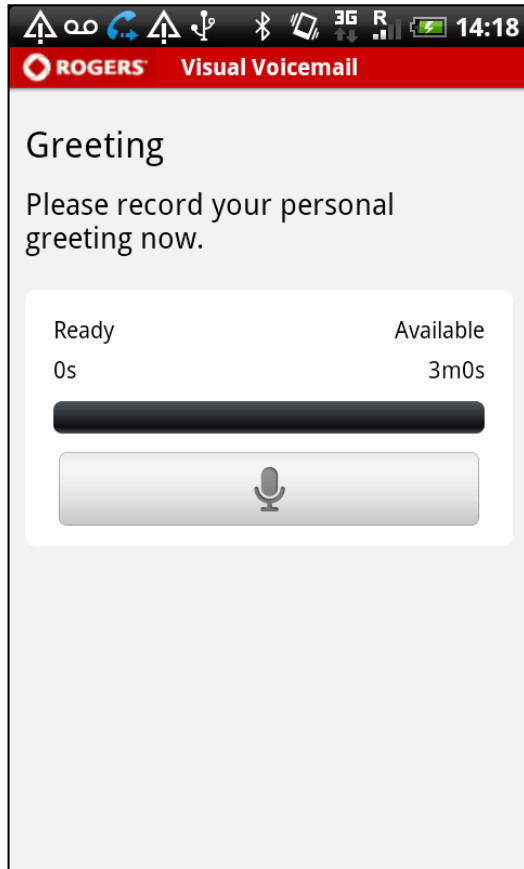 3G R 14:18
ROGERS Visual Voicemail
Greeting
Please record your personal
greeting now.
Ready Available
0s 3m0s